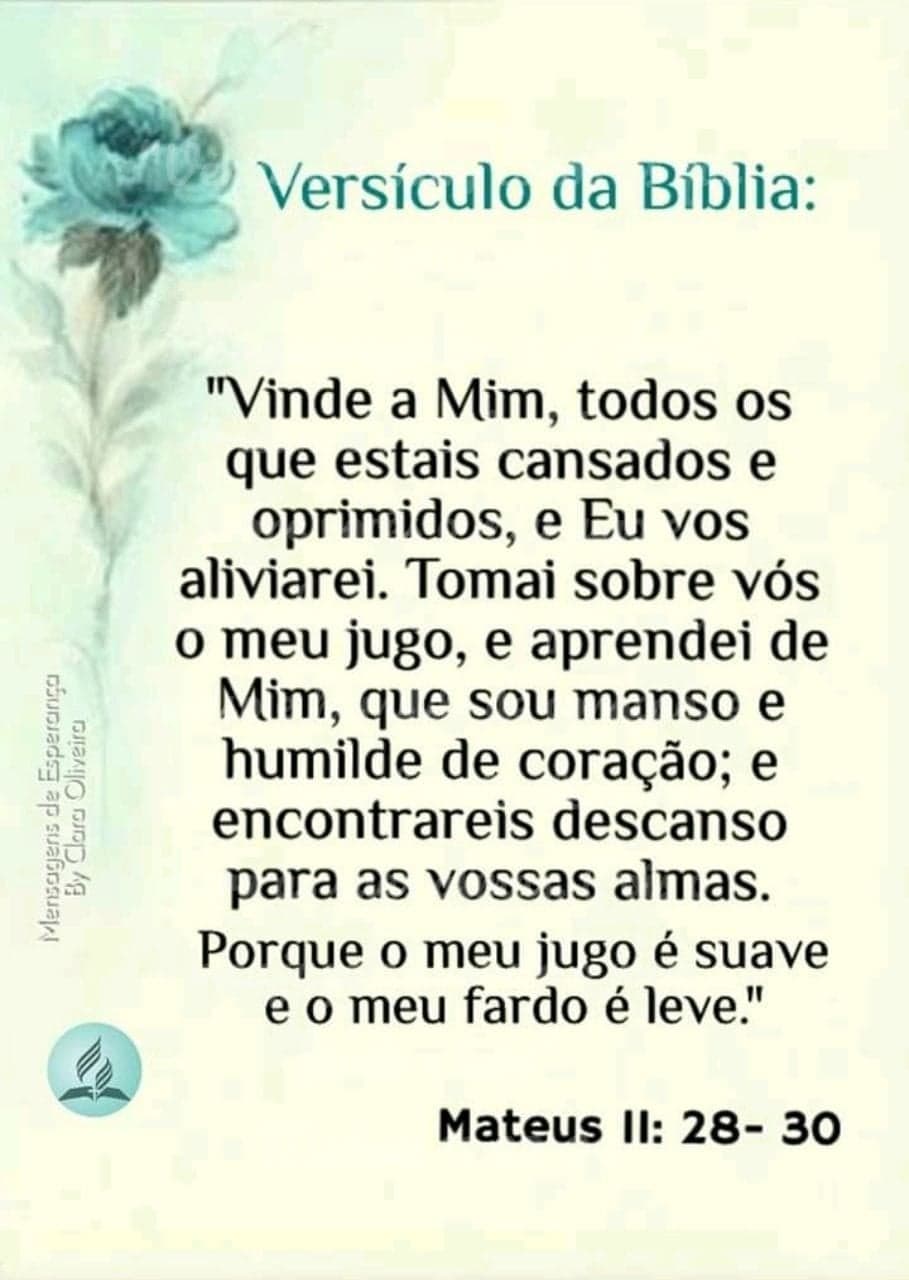 Versículo da Bíblia:
"Vinde a Mim, todos os
que estais cansados e
oprimidos, e Eu vos
aliviarei. Tomai sobre vós
o meu jugo, e aprendei de
Mim, que sou manso e
humilde de coração; e
encontrareis descanso
para as vossas almas.
Porque o meu jugo é suave
e o meu fardo é leve."
Mateus 11: 28- 30
Mensagens de Esperança
By Clara Oliveira